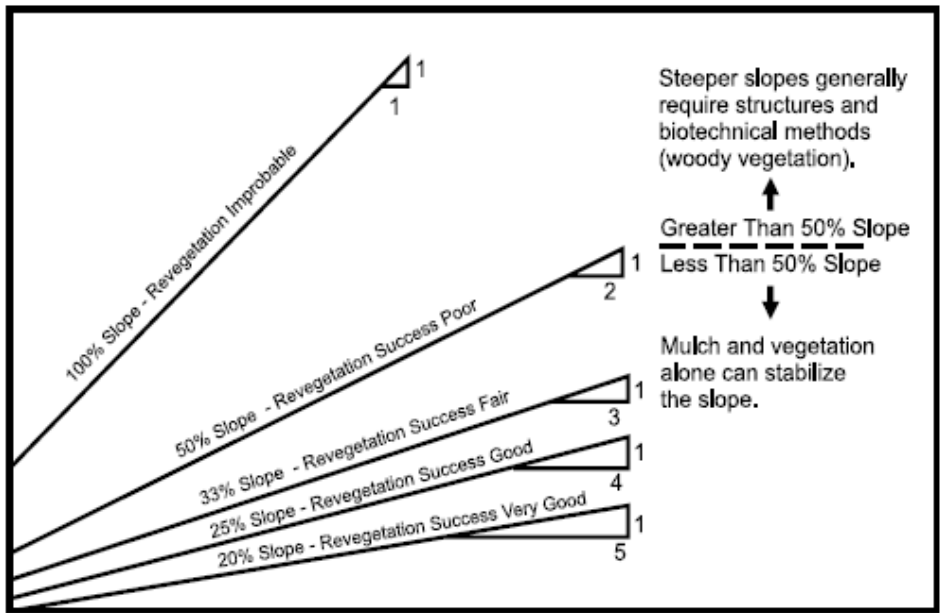 1
1
100% Slope - Revegetation Improbable
Steeper slopes generally
require structures and
biotechnical methods
(woody vegetation).
Greater Than 50% Slope
Less Than 50% Slope
Mulch and vegetation
alone can stabilize
the slope.
1
2
50% Slope - Revegetation Success Poor
1
3
33% Slope - Revegetation Success Fair
1
4
25% Slope - Revegetation Success Good
1
5
20% Slope - Revegetation Success Very Good